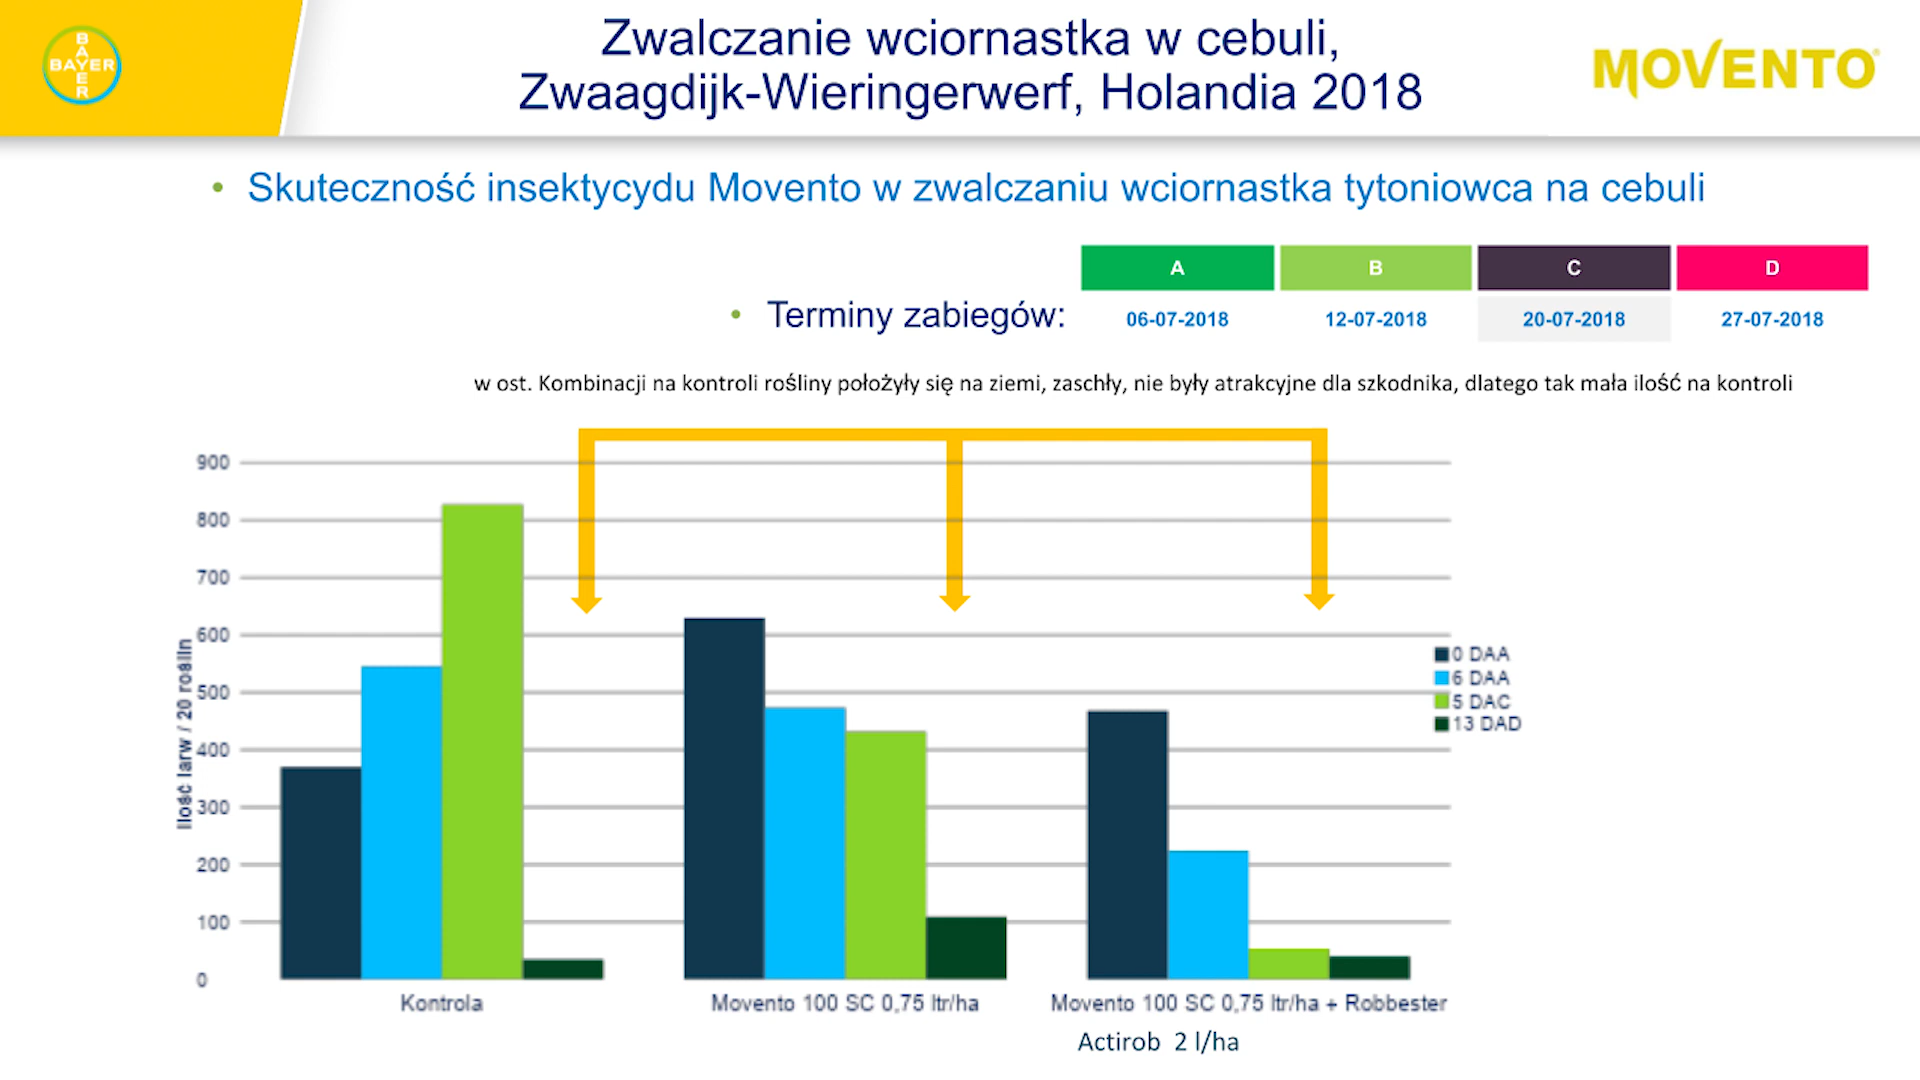 BAYER
BAYER
Zwalczanie wciornastka w cebuli,
Zwaagdijk-Wieringerwerf, Holandia 2018
MOVENTO
• Skuteczność insektycydu Movento w zwalczaniu wciornastka tytoniowca na cebuli
A B C D
• Terminy zabiegów: 06-07-2018 12-07-2018 20-07-2018 27-07-2018
w ost. Kombinacji na kontroli rośliny położyły się na ziemi, zaschły, nie były atrakcyjne dla szkodnika, dlatego tak mała ilość na kontroli
Ilość larw / 20 roślin
900
800
700
600
500
400
300
200
100
0
0 DAA
6 DAA
5 DAC
13 DAD
Kontrola
Movento 100 SC 0,75 ltr/ha
Movento 100 SC 0,75 ltr/ha + Robbester
Actirob 2 l/ha